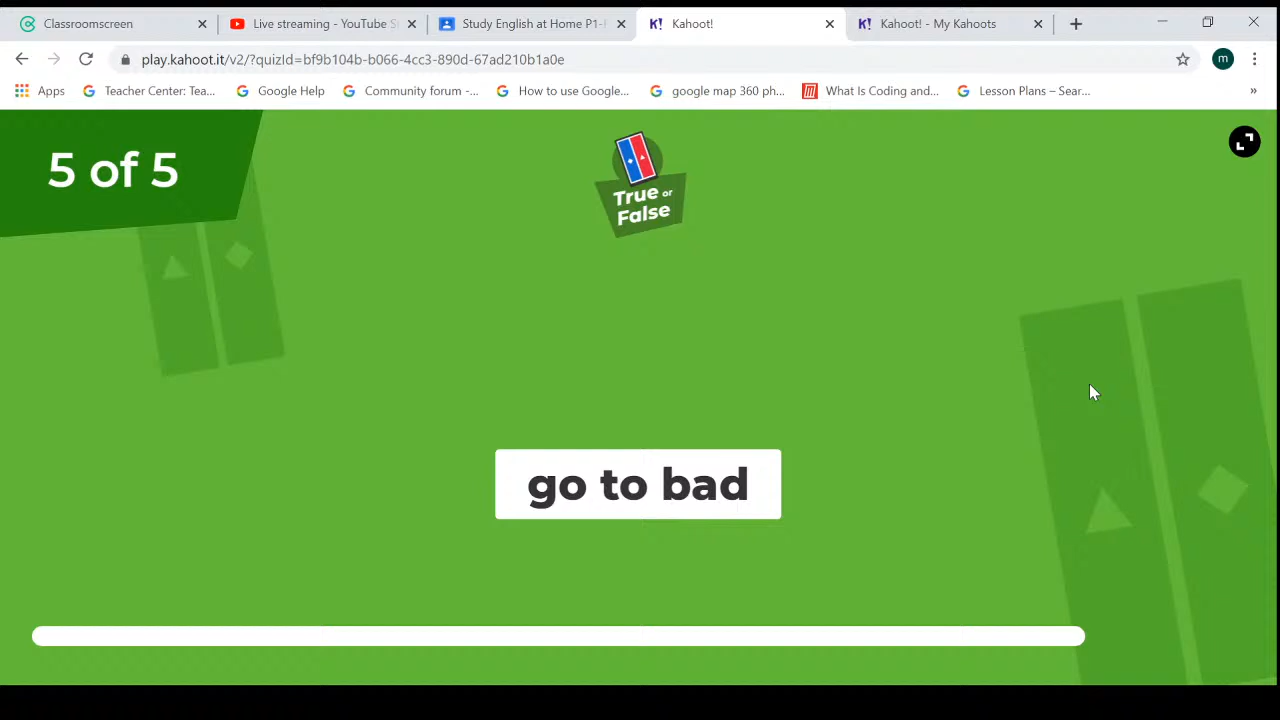 Classroomscreen
Live streaming - YouTube S
Study English at Home P1-
Kahoot!
Kahoot! - My Kahoots
play.kahoot.it/v2/?quizId=bf9b104b-b066-4cc3-890d-67ad210b1a0e
m
Apps
Teacher Center: Tea...
Google Help
Community forum -...
How to use Google...
google map 360 ph...
What Is Coding and...
Lesson Plans – Sear...
»
5 of 5
True or
False
go to bad